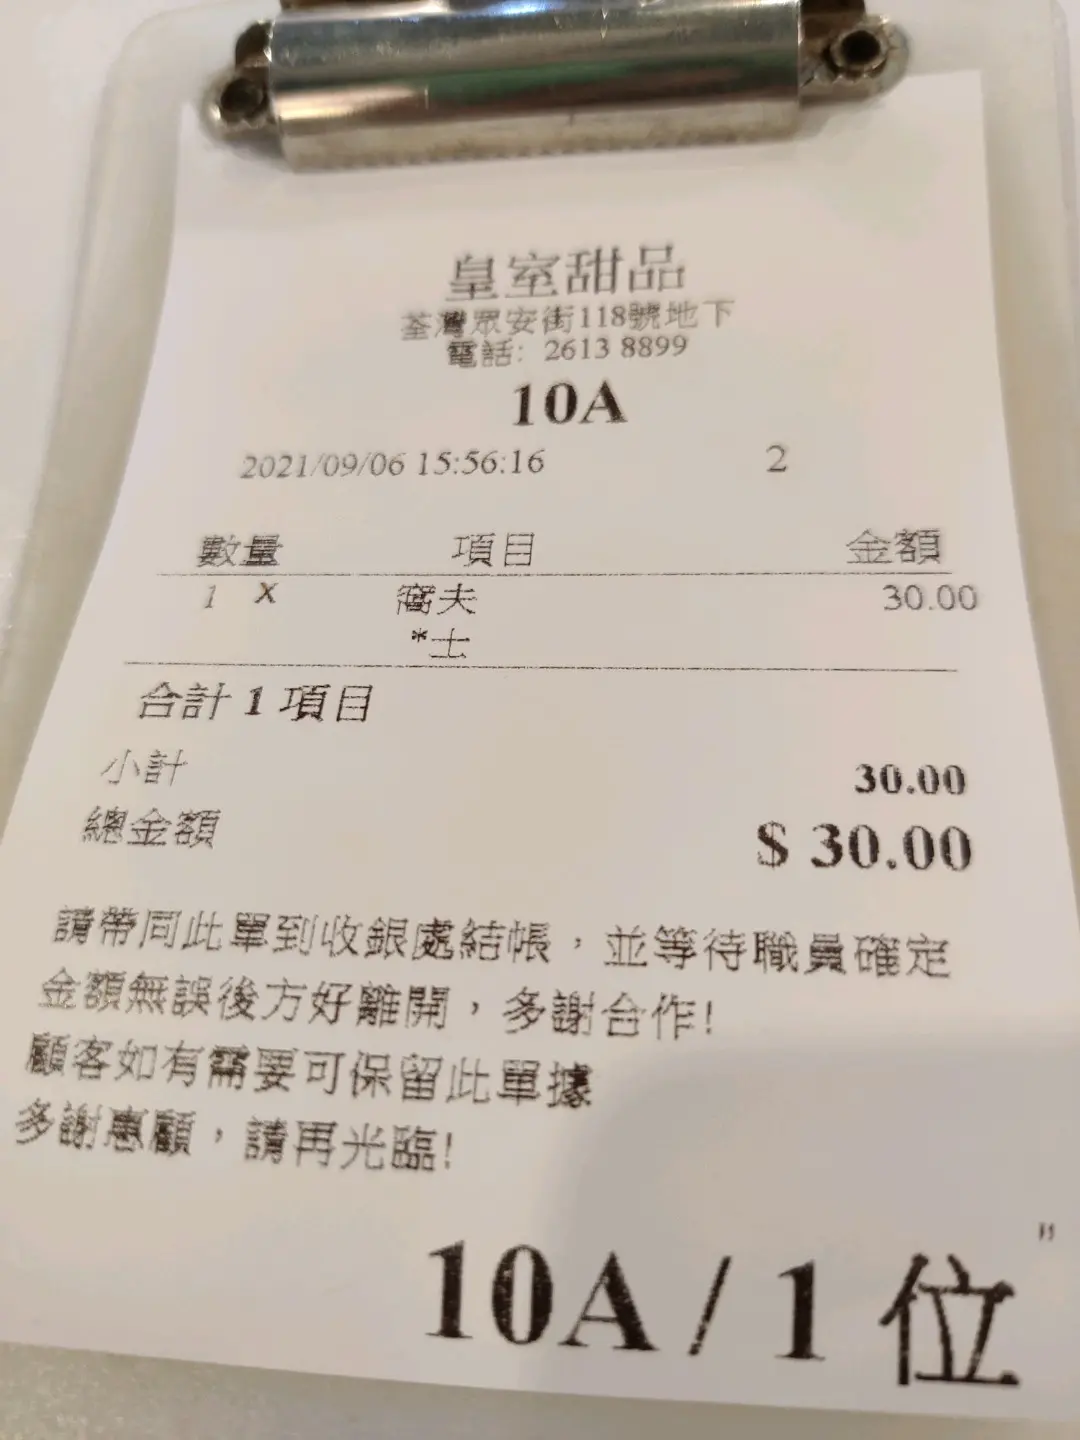 皇室甜品
荃灣眾安街118號地下
電話: 2613 8899
10A
2021/09/06 15:56:16 2
數量 項目 金額
1 X 窩夫 30.00
*士
合計 1 項目
小計 30.00
總金額 $ 30.00
請帶同此單到收銀處結帳，並等待職員確定
金額無誤後方好離開，多謝合作!
顧客如有需要可保留此單據
多謝惠顧，請再光臨!
"
10A / 1 位